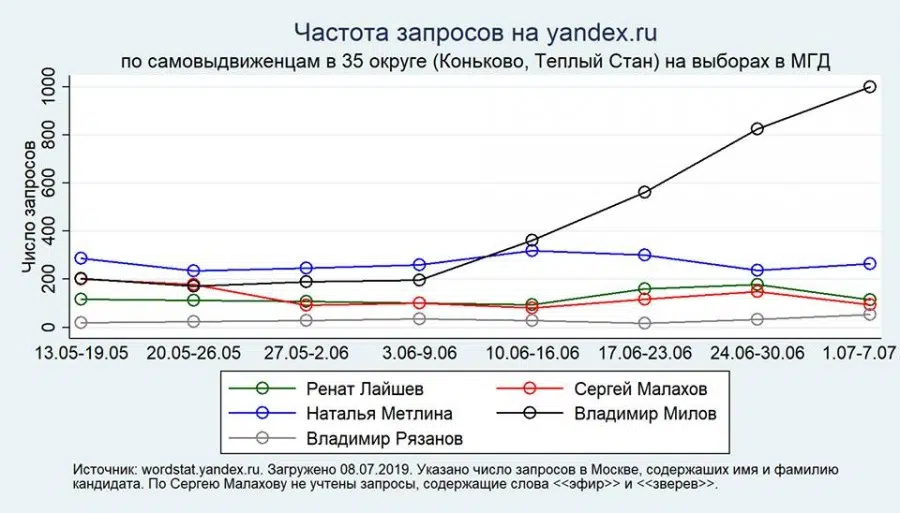 Частота запросов на yandex.ru
по самовыдвиженцам в 35 округе (Коньково, Теплый Стан) на выборах в МГД
1000
800
600
400
200
0
Число запросов
13.05-19.05 20.05-26.05 27.05-2.06 3.06-9.06 10.06-16.06 17.06-23.06 24.06-30.06 1.07-7.07
Ренат Лайшев Сергей Малахов
Наталья Метлина Владимир Милов
Владимир Рязанов
Источник: wordstat.yandex.ru. Загружено 08.07.2019. Указано число запросов в Москве, содержаших имя и фамилию
кандидата. По Сергею Малахову не учтены запросы, содержащие слова <<эфир>> и <<зверев>>.